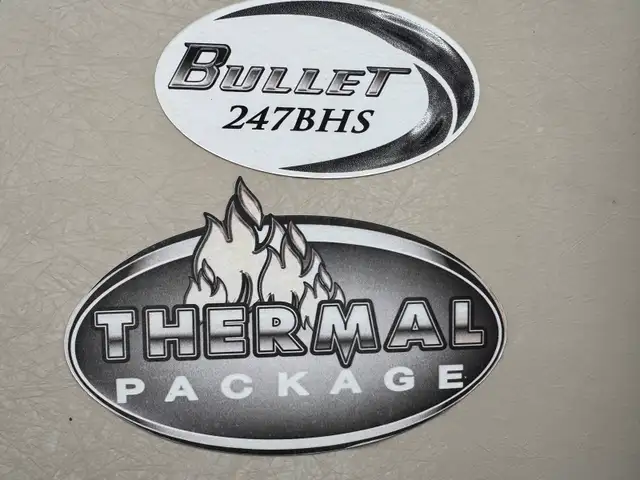 BULLET
247BHS
THERMAL
PACKAGE